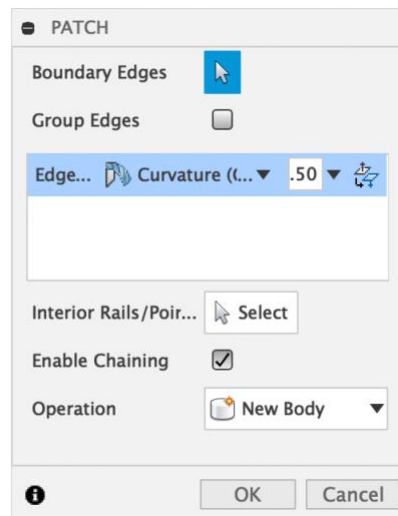 PATCH
Boundary Edges
Group Edges
Edge... Curvature ((... .50
Interior Rails/Poir... Select
Enable Chaining
Operation New Body
OK Cancel